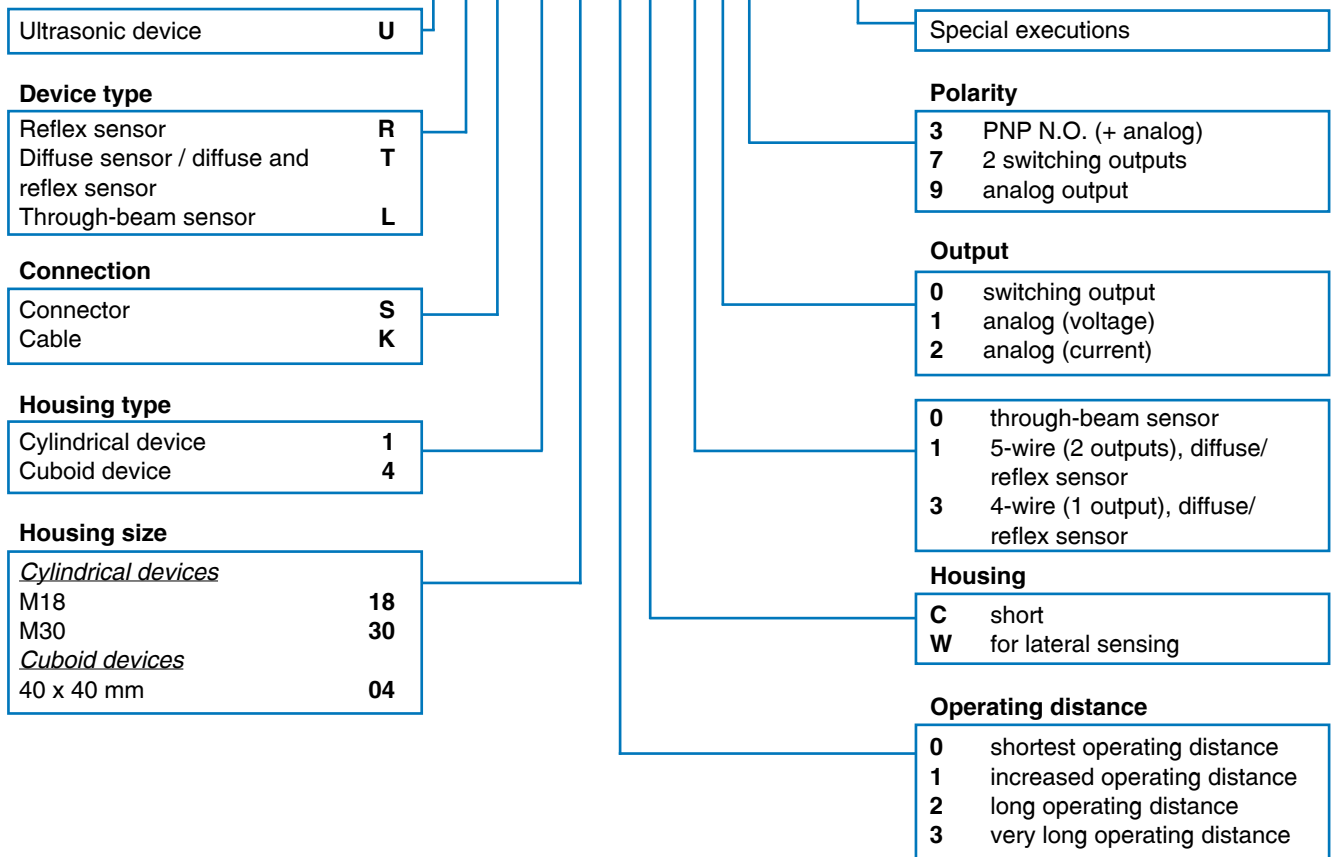 Ultrasonic device U
Device type
Reflex sensor R
Diffuse sensor / diffuse and T
reflex sensor
Through-beam sensor L
Connection
Connector S
Cable K
Housing type
Cylindrical device 1
Cuboid device 4
Housing size
Cylindrical devices
M18 18
M30 30
Cuboid devices
40 x 40 mm 04
Special executions
Polarity
3 PNP N.O. (+ analog)
7 2 switching outputs
9 analog output
Output
0 switching output
1 analog (voltage)
2 analog (current)
0 through-beam sensor
1 5-wire (2 outputs), diffuse/
reflex sensor
3 4-wire (1 output), diffuse/
reflex sensor
Housing
C short
W for lateral sensing
Operating distance
0 shortest operating distance
1 increased operating distance
2 long operating distance
3 very long operating distance